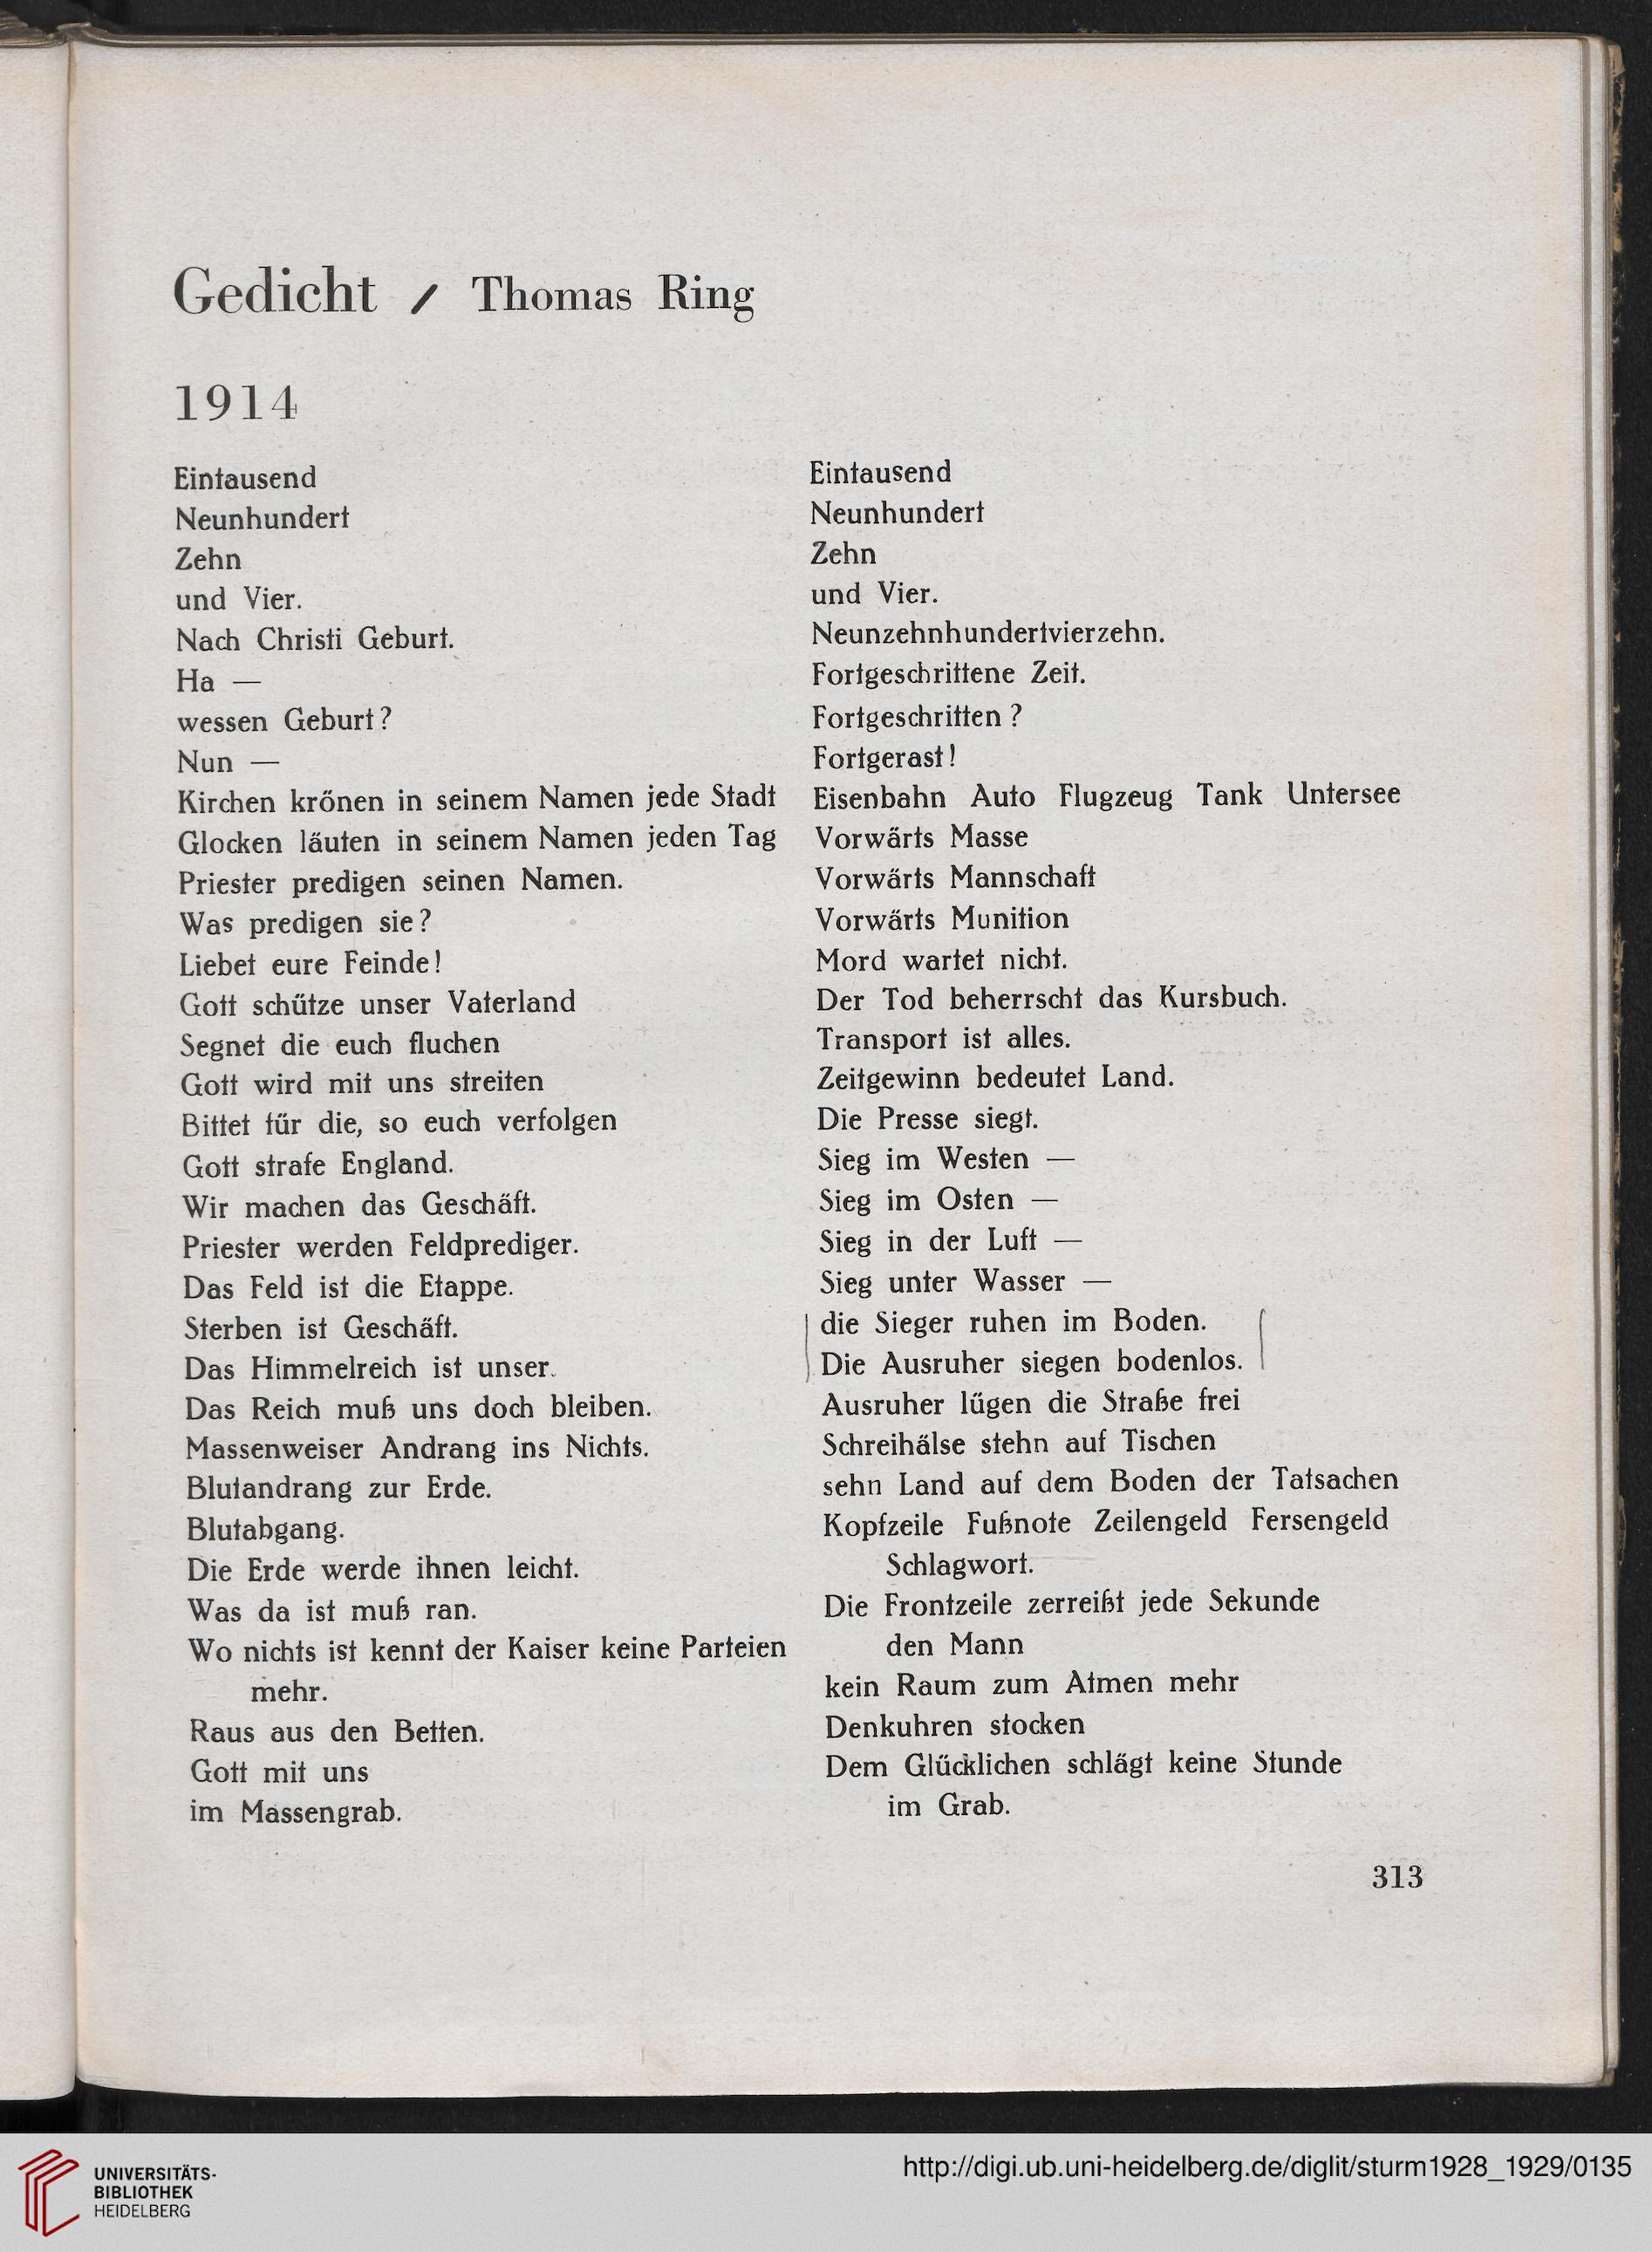 Gedicht / Thomas Ring
1914
Eintausend
Neunhundert
Zehn
und Vier.
Nach Christi Geburt.
Ha —
wessen Geburt?
Nun —
Kirchen krönen in seinem Namen jede Stadt
Glocken läuten in seinem Namen jeden Tag
Priester predigen seinen Namen.
Was predigen sie?
Liebet eure Feinde!
Gott schütze unser Vaterland
Segnet die euch fluchen
Gott wird mit uns streiten
Bittet für die, so euch verfolgen
Gott strafe England.
Wir machen das Geschäft.
Priester werden Feldprediger.
Das Feld ist die Etappe.
Sterben ist Geschäft.
Das Himmelreich ist unser.
Das Reich muß uns doch bleiben.
Massenweiser Andrang ins Nichts.
Blutandrang zur Erde.
Blutabgang.
Die Erde werde ihnen leicht.
Was da ist muß ran.
Wo nichts ist kennt der Kaiser keine Parteien
mehr.
Raus aus den Betten.
Gott mit uns
im Massengrab.
Eintausend
Neunhundert
Zehn
und Vier.
Neunzehnhundertvierzehn.
Fortgeschrittene Zeit.
Fortgeschritten?
Fortgerast!
Eisenbahn Auto Flugzeug Tank Untersee
Vorwärts Masse
Vorwärts Mannschaft
Vorwärts Munition
Mord wartet nicht.
Der Tod beherrscht das Kursbuch.
Transport ist alles.
Zeitgewinn bedeutet Land.
Die Presse siegt.
Sieg im Westen —
Sieg im Osten —
Sieg in der Luft —
Sieg unter Wasser —
die Sieger ruhen im Boden.
Die Ausruher siegen bodenlos.
Ausruher lügen die Straße frei
Schreihälse stehn auf Tischen
sehn Land auf dem Boden der Tatsachen
Kopfzeile Fußnote Zeilengeld Fersengeld
Schlagwort.
Die Frontzeile zerreißt jede Sekunde
den Mann
kein Raum zum Atmen mehr
Denkuhren stocken
Dem Glücklichen schlägt keine Stunde
im Grab.
313
UNIVERSITÄTS-
BIBLIOTHEK
HEIDELBERG
http://digi.ub.uni-heidelberg.de/diglit/sturm1928_1929/0135